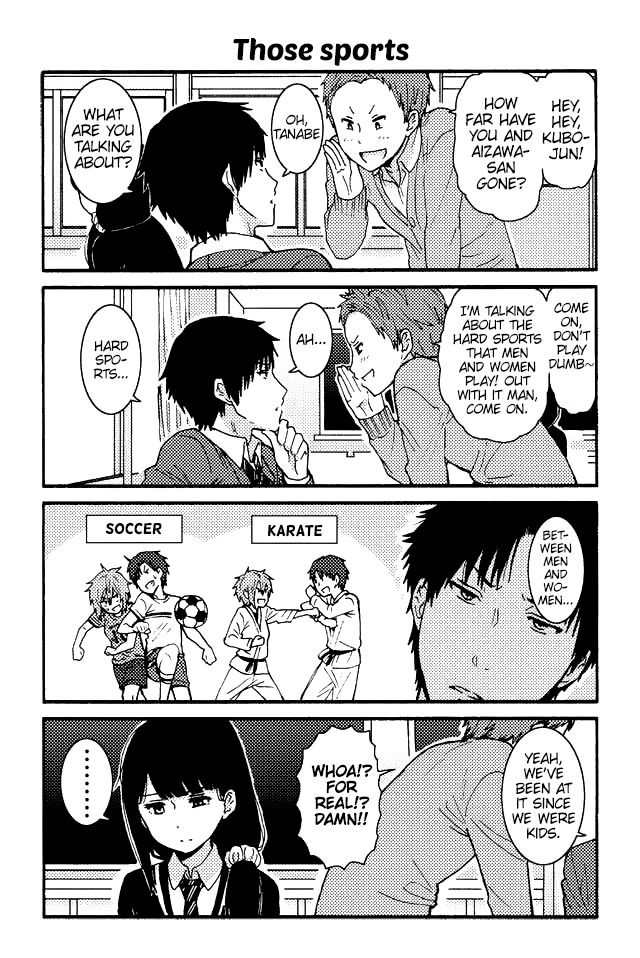 Those sports
HEY,
HEY,
KUBO-
JUN!
HOW
FAR HAVE
YOU AND
AIZAWA-
SAN
GONE?
OH,
TANABE
WHAT
ARE YOU
TALKING
ABOUT?
COME
ON,
DON'T
PLAY
DUMB~
I'M TALKING
ABOUT THE
HARD SPORTS
THAT MEN
AND WOMEN
PLAY! OUT
WITH IT MAN,
COME ON.
AH...
HARD
SPO-
RTS...
BET-
WEEN
MEN
AND
WO-
MEN...
KARATE
SOCCER
YEAH,
WE'VE
BEEN AT
IT SINCE
WE WERE
KIDS.
WHOA!?
FOR
REAL!?
DAMN!!
......